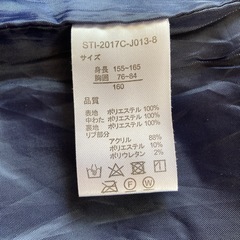 STI-2017C-J013-8
サイズ
身長 155-165
胸囲 76-84
160
品質
表地 ポリエステル 100%
中わた ポリエステル 100%
裏地 ポリエステル 100%
リブ部分
アクリル 88%
ポリエステル 10%
ポリウレタン 2%